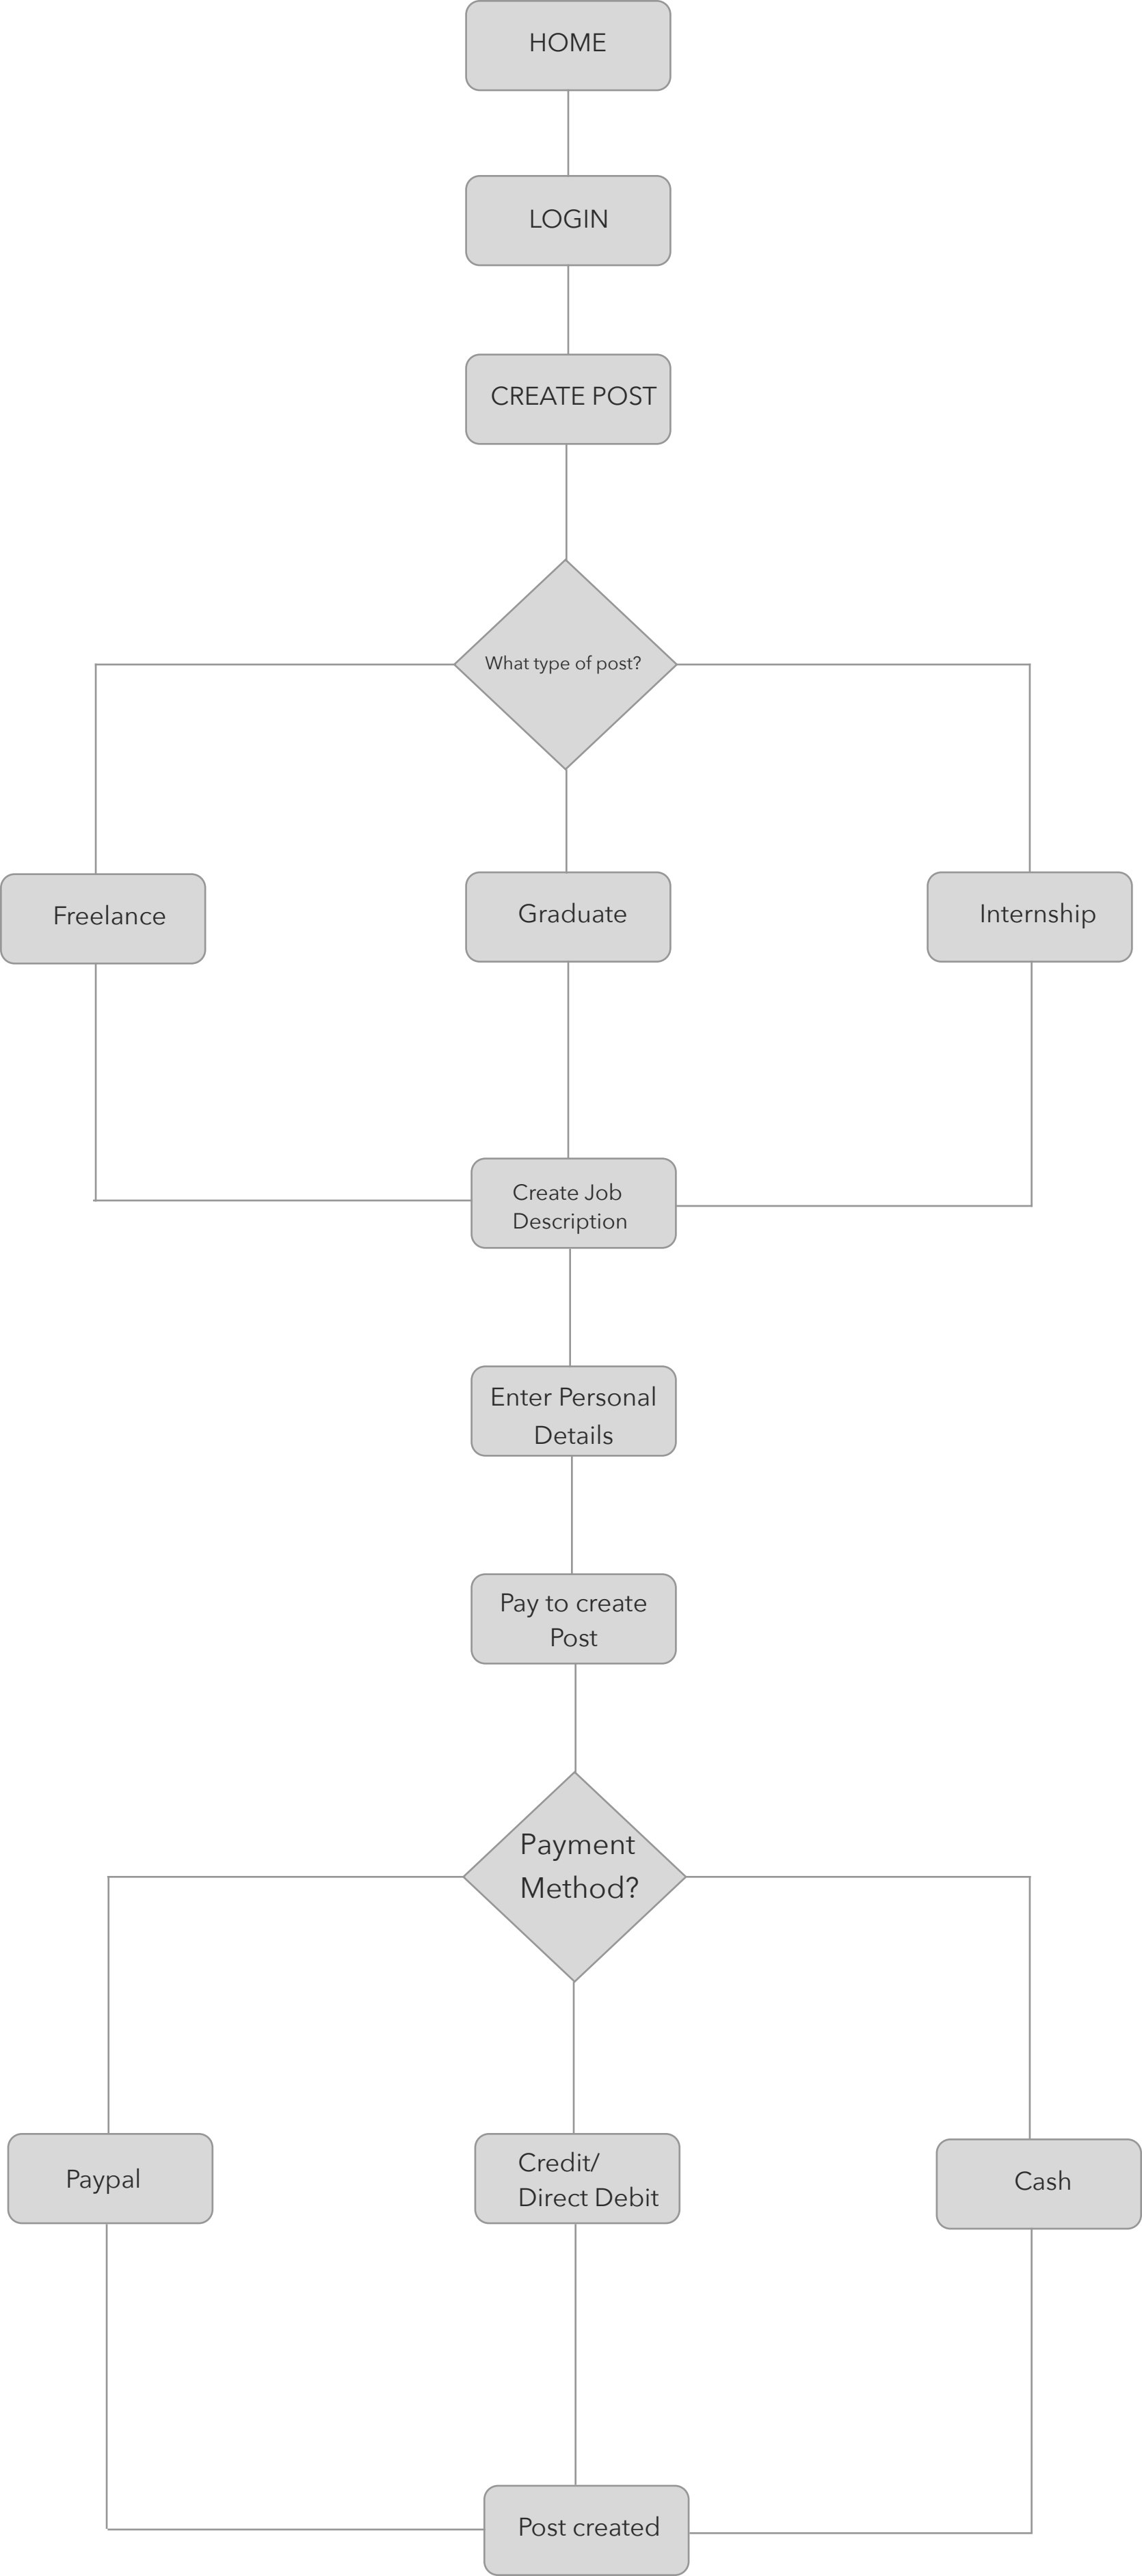 HOME
LOGIN
CREATE POST
What type of post?
Freelance
Graduate
Internship
Create Job
Description
Enter Personal
Details
Pay to create
Post
Payment
Method?
Paypal
Credit/
Direct Debit
Cash
Post created